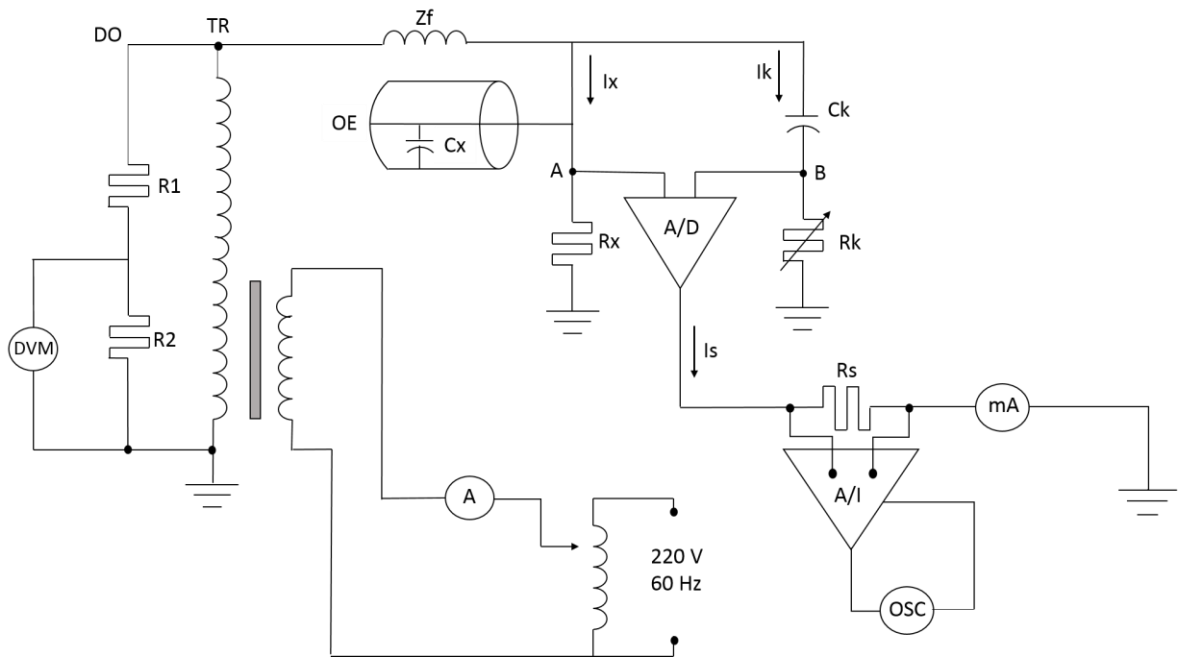 DO
TR
Zf
Ix
Ik
Ck
OE
Cx
A
B
R1
Rx
A/D
Rk
R2
DVM
Is
Rs
mA
A/I
A
220 V
60 Hz
OSC